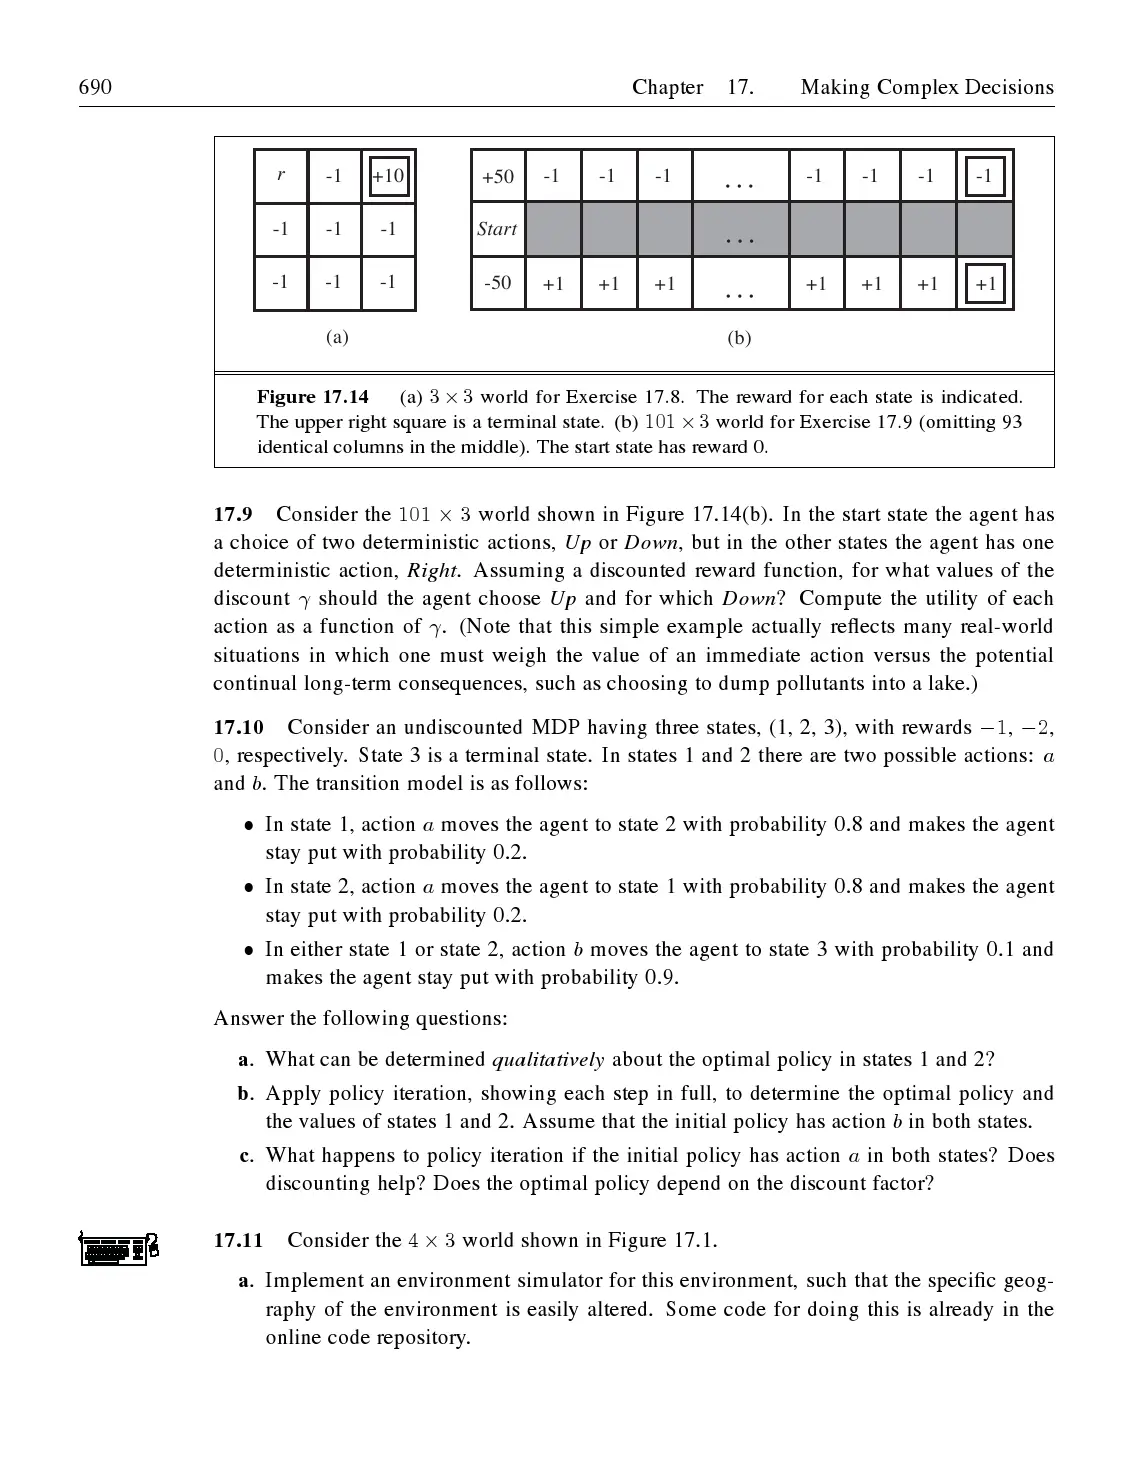 690 Chapter 17. Making Complex Decisions
r -1 +10
-1 -1 -1
-1 -1 -1
(a)
+50 -1 -1 -1 ... -1 -1 -1 -1
Start ...
-50 +1 +1 +1 ... +1 +1 +1 +1
(b)
Figure 17.14 (a) 3 × 3 world for Exercise 17.8. The reward for each state is indicated.
The upper right square is a terminal state. (b) 101 × 3 world for Exercise 17.9 (omitting 93
identical columns in the middle). The start state has reward 0.
17.9 Consider the 101 × 3 world shown in Figure 17.14(b). In the start state the agent has
a choice of two deterministic actions, Up or Down, but in the other states the agent has one
deterministic action, Right. Assuming a discounted reward function, for what values of the
discount γ should the agent choose Up and for which Down? Compute the utility of each
action as a function of γ. (Note that this simple example actually reflects many real-world
situations in which one must weigh the value of an immediate action versus the potential
continual long-term consequences, such as choosing to dump pollutants into a lake.)
17.10 Consider an undiscounted MDP having three states, (1, 2, 3), with rewards −1, −2,
0, respectively. State 3 is a terminal state. In states 1 and 2 there are two possible actions: a
and b. The transition model is as follows:
• In state 1, action a moves the agent to state 2 with probability 0.8 and makes the agent
stay put with probability 0.2.
• In state 2, action a moves the agent to state 1 with probability 0.8 and makes the agent
stay put with probability 0.2.
• In either state 1 or state 2, action b moves the agent to state 3 with probability 0.1 and
makes the agent stay put with probability 0.9.
Answer the following questions:
a. What can be determined qualitatively about the optimal policy in states 1 and 2?
b. Apply policy iteration, showing each step in full, to determine the optimal policy and
the values of states 1 and 2. Assume that the initial policy has action b in both states.
c. What happens to policy iteration if the initial policy has action a in both states? Does
discounting help? Does the optimal policy depend on the discount factor?
17.11 Consider the 4 × 3 world shown in Figure 17.1.
a. Implement an environment simulator for this environment, such that the specific geog-
raphy of the environment is easily altered. Some code for doing this is already in the
online code repository.